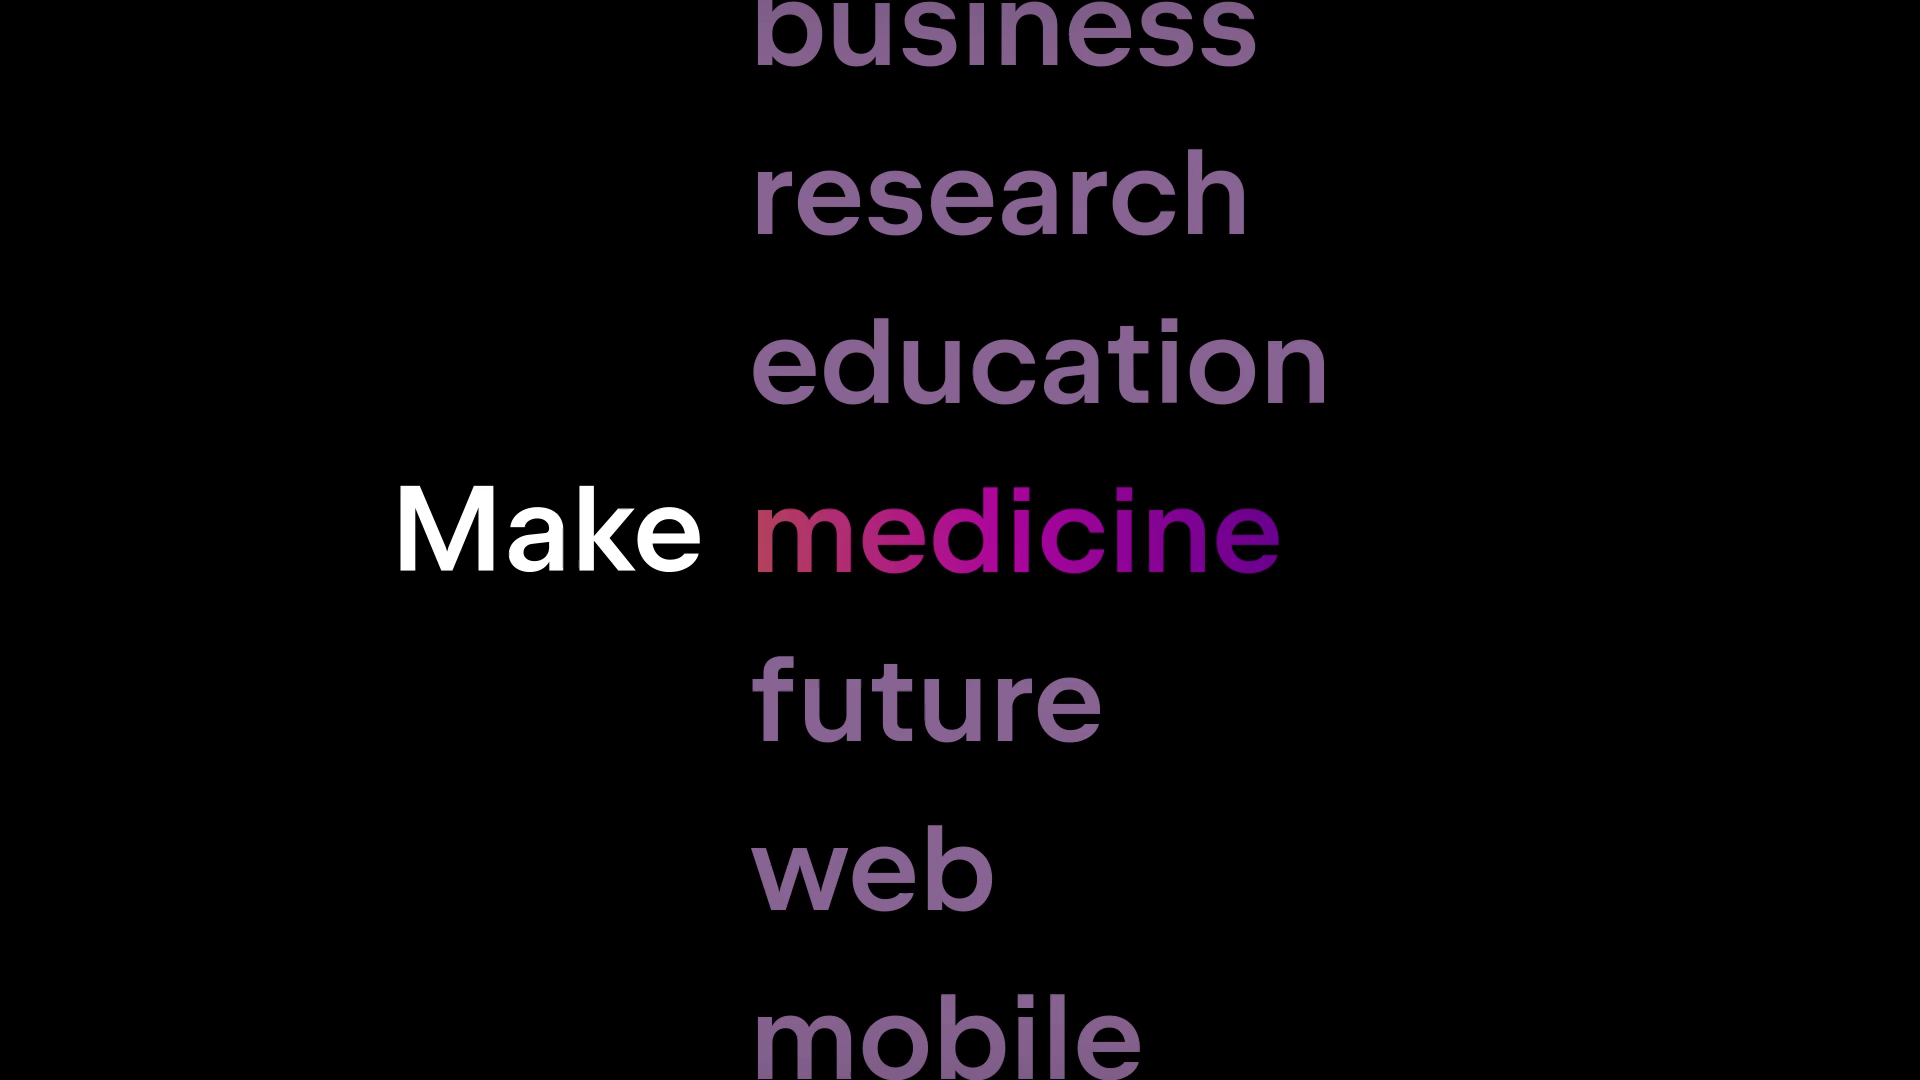 business
research
education
Make medicine
future
web
mobile